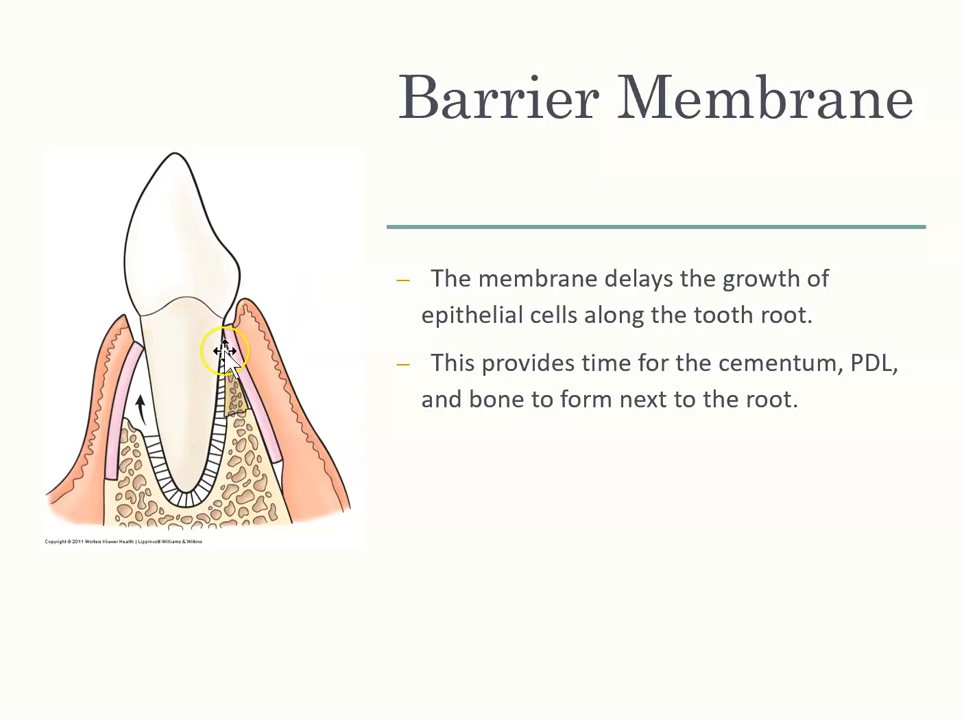 Barrier Membrane
– The membrane delays the growth of
epithelial cells along the tooth root.
– This provides time for the cementum, PDL,
and bone to form next to the root.
Copyright © 2011 Wolters Kluwer Health | Lippincott Williams & Wilkins